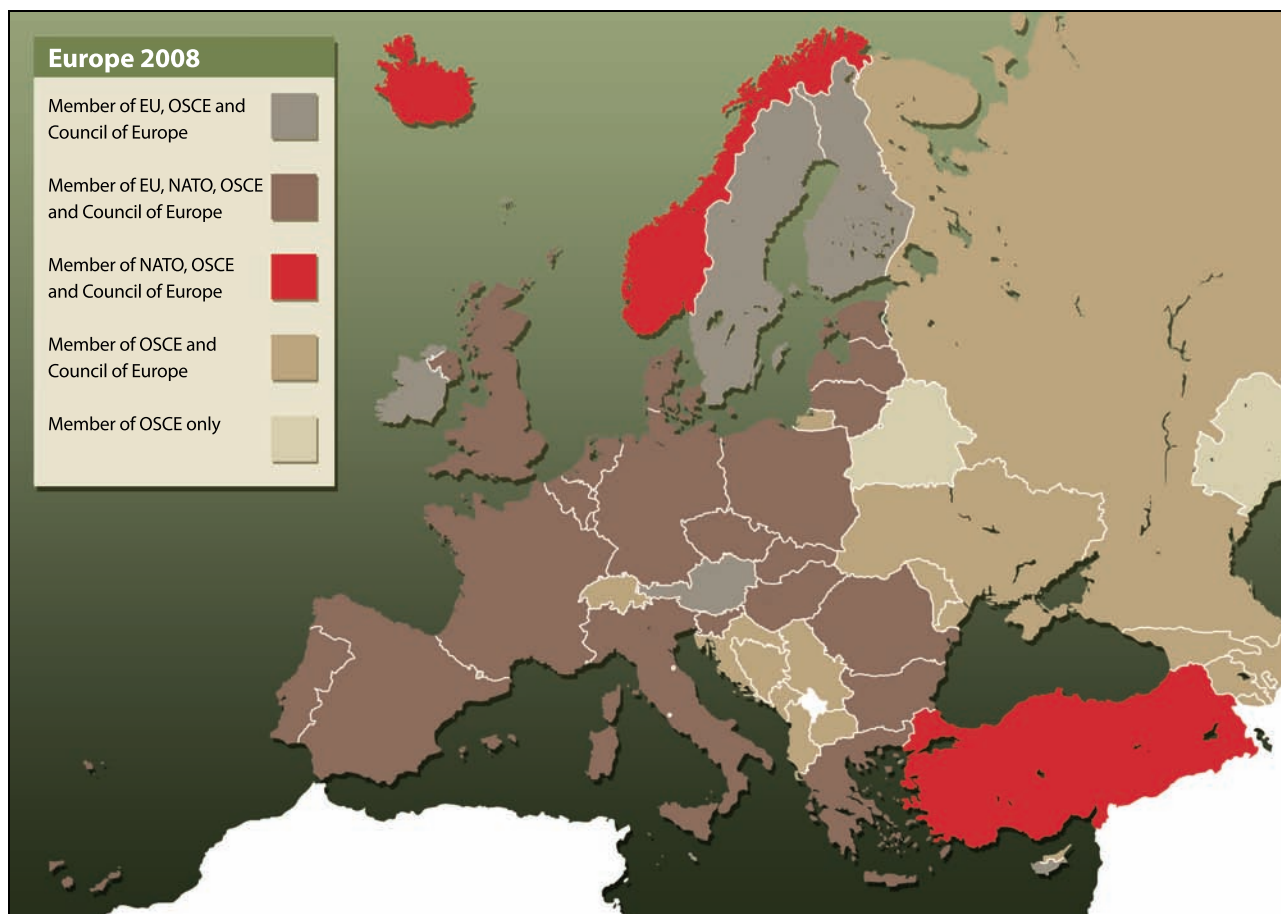 Europe 2008
Member of EU, OSCE and
Council of Europe
Member of EU, NATO, OSCE
and Council of Europe
Member of NATO, OSCE
and Council of Europe
Member of OSCE and
Council of Europe
Member of OSCE only